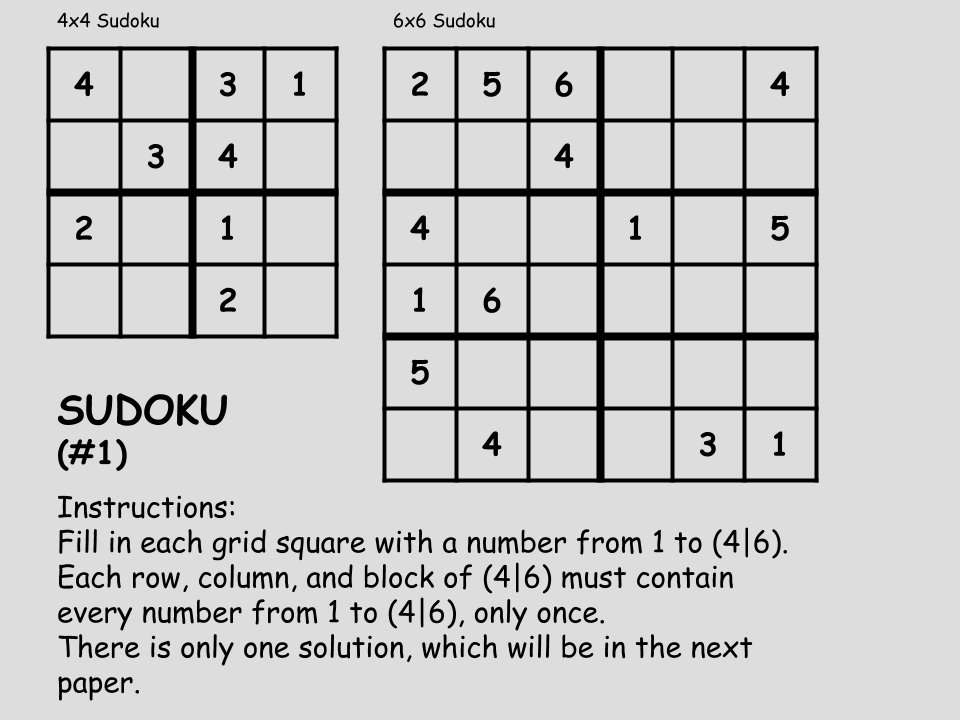 4x4 Sudoku 6x6 Sudoku
4 3 1
3 4
2 1
2
2 5 6 4
4
4 1 5
1 6
5
4 3 1
SUDOKU
(#1)
Instructions:
Fill in each grid square with a number from 1 to (4|6).
Each row, column, and block of (4|6) must contain
every number from 1 to (4|6), only once.
There is only one solution, which will be in the next
paper.